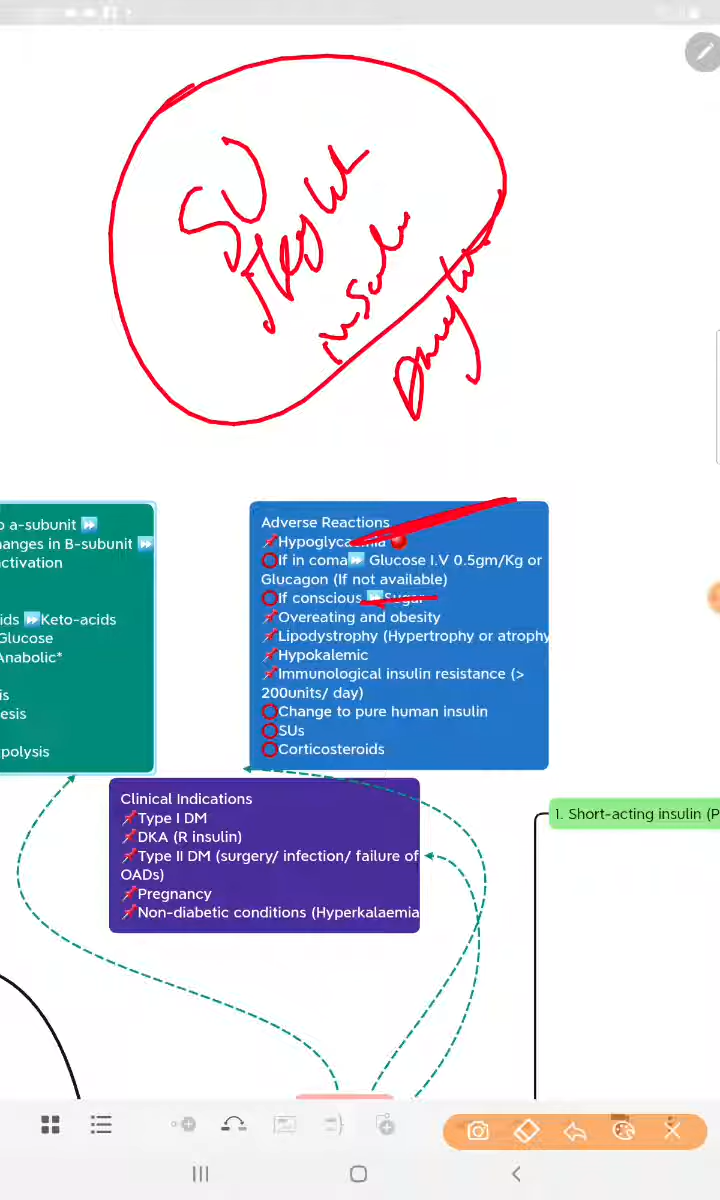 SU
insulin
o a-subunit ⏩
anges in B-subunit ⏩
activation
ids ⏩Keto-acids
Glucose
Anabolic*
is
esis
polysis
Adverse Reactions
📌Hypoglycaemia
⭕If in coma⏩ Glucose I.V 0.5gm/Kg or
Glucagon (If not available)
⭕If conscious ⏩Sugar
📌Overeating and obesity
📌Lipodystrophy (Hypertrophy or atrophy
📌Hypokalemic
📌Immunological insulin resistance (>
200units/ day)
⭕Change to pure human insulin
⭕SUs
⭕Corticosteroids
Clinical Indications
📌Type I DM
📌DKA (R insulin)
📌Type II DM (surgery/ infection/ failure of
OADs)
📌Pregnancy
📌Non-diabetic conditions (Hyperkalaemia
1. Short-acting insulin (P